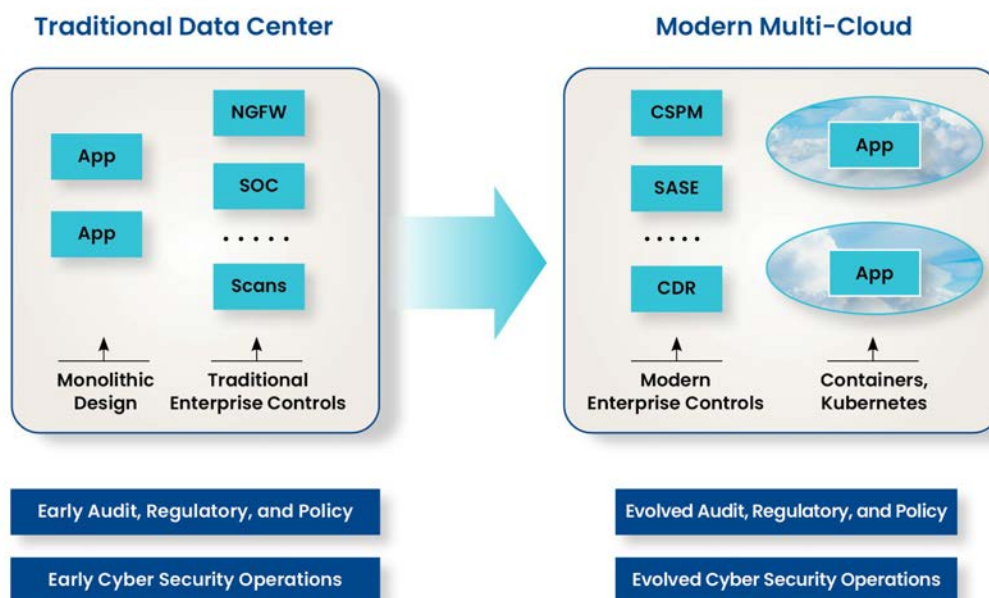 Traditional Data Center
App
App
NGFW
SOC
. . . . .
Scans
Monolithic
Design
Traditional
Enterprise Controls
Early Audit, Regulatory, and Policy
Early Cyber Security Operations
Modern Multi-Cloud
CSPM
SASE
.....
CDR
App
App
Modern
Enterprise Controls
Containers,
Kubernetes
Evolved Audit, Regulatory, and Policy
Evolved Cyber Security Operations